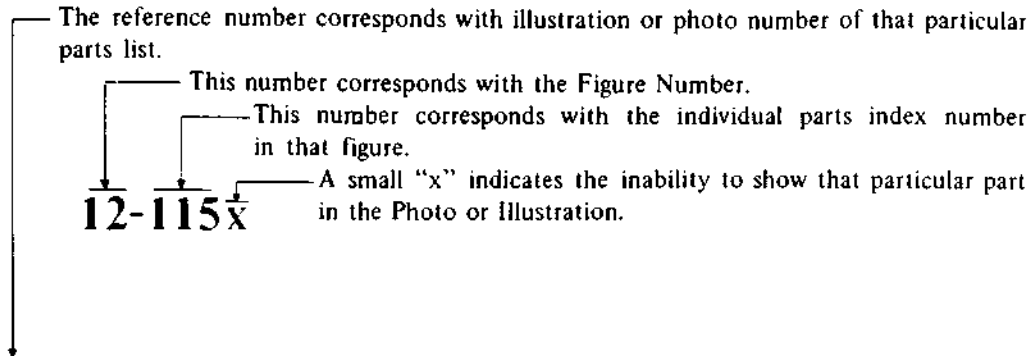 The reference number corresponds with illustration or photo number of that particular
parts list.
This number corresponds with the Figure Number.
This number corresponds with the individual parts index number
in that figure.
A small “x” indicates the inability to show that particular part
in the Photo or Illustration.
12-115x